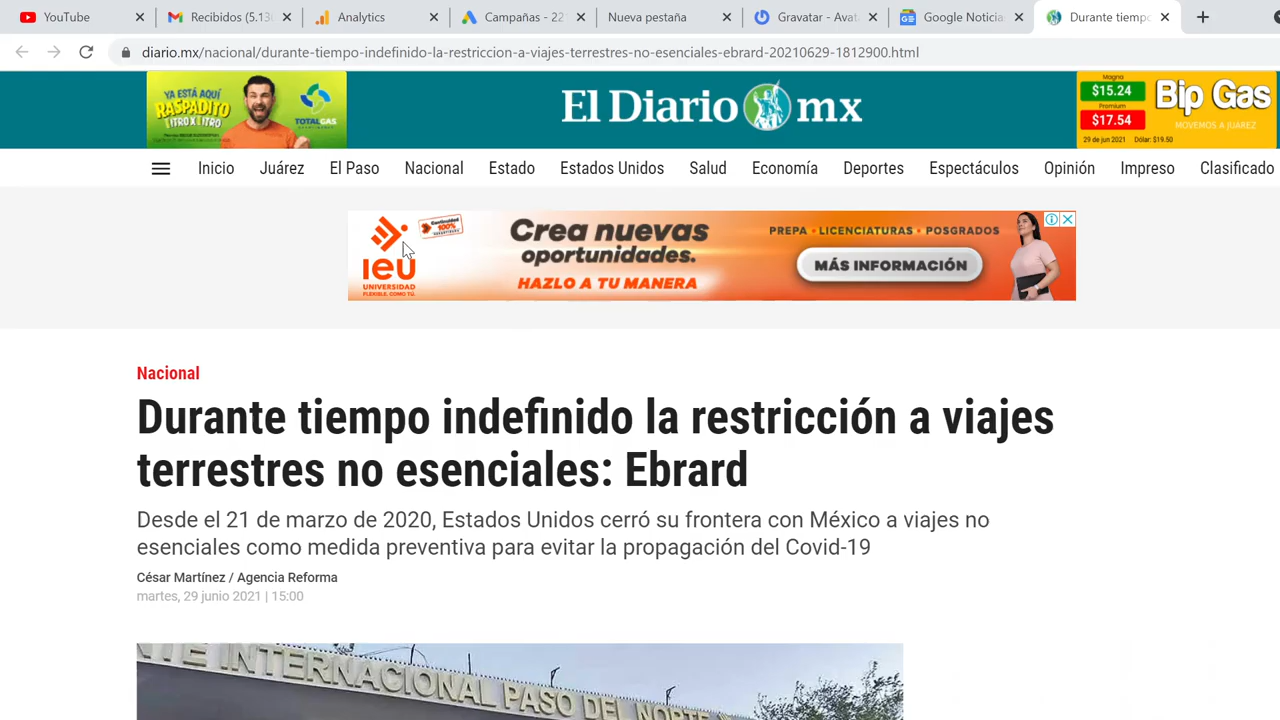 YouTube
Recibidos (5.13
Analytics
Campañas - 22
Nueva pestaña
Gravatar - Avat
Google Noticia
Durante tiempo
diario.mx/nacional/durante-tiempo-indefinido-la-restriccion-a-viajes-terrestres-no-esenciales-ebrard-20210629-1812900.html
YA ESTÁ AQUÍ
RASPADITO
LITRO X LITRO
TOTALGAS
El Diario mx
Magna
$15.24
Premium
$17.54
29 de jun 2021 Dólar: $19.50
Bip Gas
MOVEMOS A JUÁREZ
Inicio Juárez El Paso Nacional Estado Estados Unidos Salud Economía Deportes Espectáculos Opinión Impreso Clasificado
100%
IEU
UNIVERSIDAD
FLEXIBLE. COMO TÚ.
Crea nuevas
oportunidades.
HAZLO A TU MANERA
PREPA • LICENCIATURAS • POSGRADOS
MÁS INFORMACIÓN
Nacional
Durante tiempo indefinido la restricción a viajes
terrestres no esenciales: Ebrard
Desde el 21 de marzo de 2020, Estados Unidos cerró su frontera con México a viajes no
esenciales como medida preventiva para evitar la propagación del Covid-19
César Martínez / Agencia Reforma
martes, 29 junio 2021 | 15:00
NTE INTERNACIONAL PASO DEL NORTE